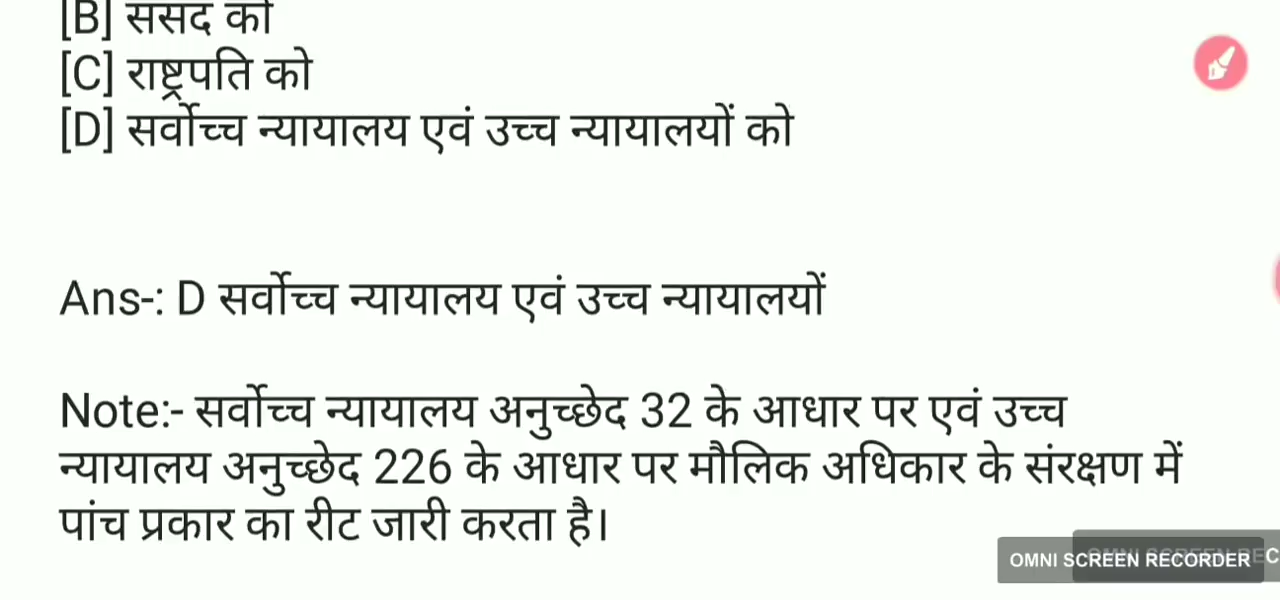 [B] संसद को
[C] राष्ट्रपति को
[D] सर्वोच्च न्यायालय एवं उच्च न्यायालयों को
Ans-: D सर्वोच्च न्यायालय एवं उच्च न्यायालयों
Note:- सर्वोच्च न्यायालय अनुच्छेद 32 के आधार पर एवं उच्च
न्यायालय अनुच्छेद 226 के आधार पर मौलिक अधिकार के संरक्षण में
पांच प्रकार का रीट जारी करता है।
OMNI SCREEN RECORDER